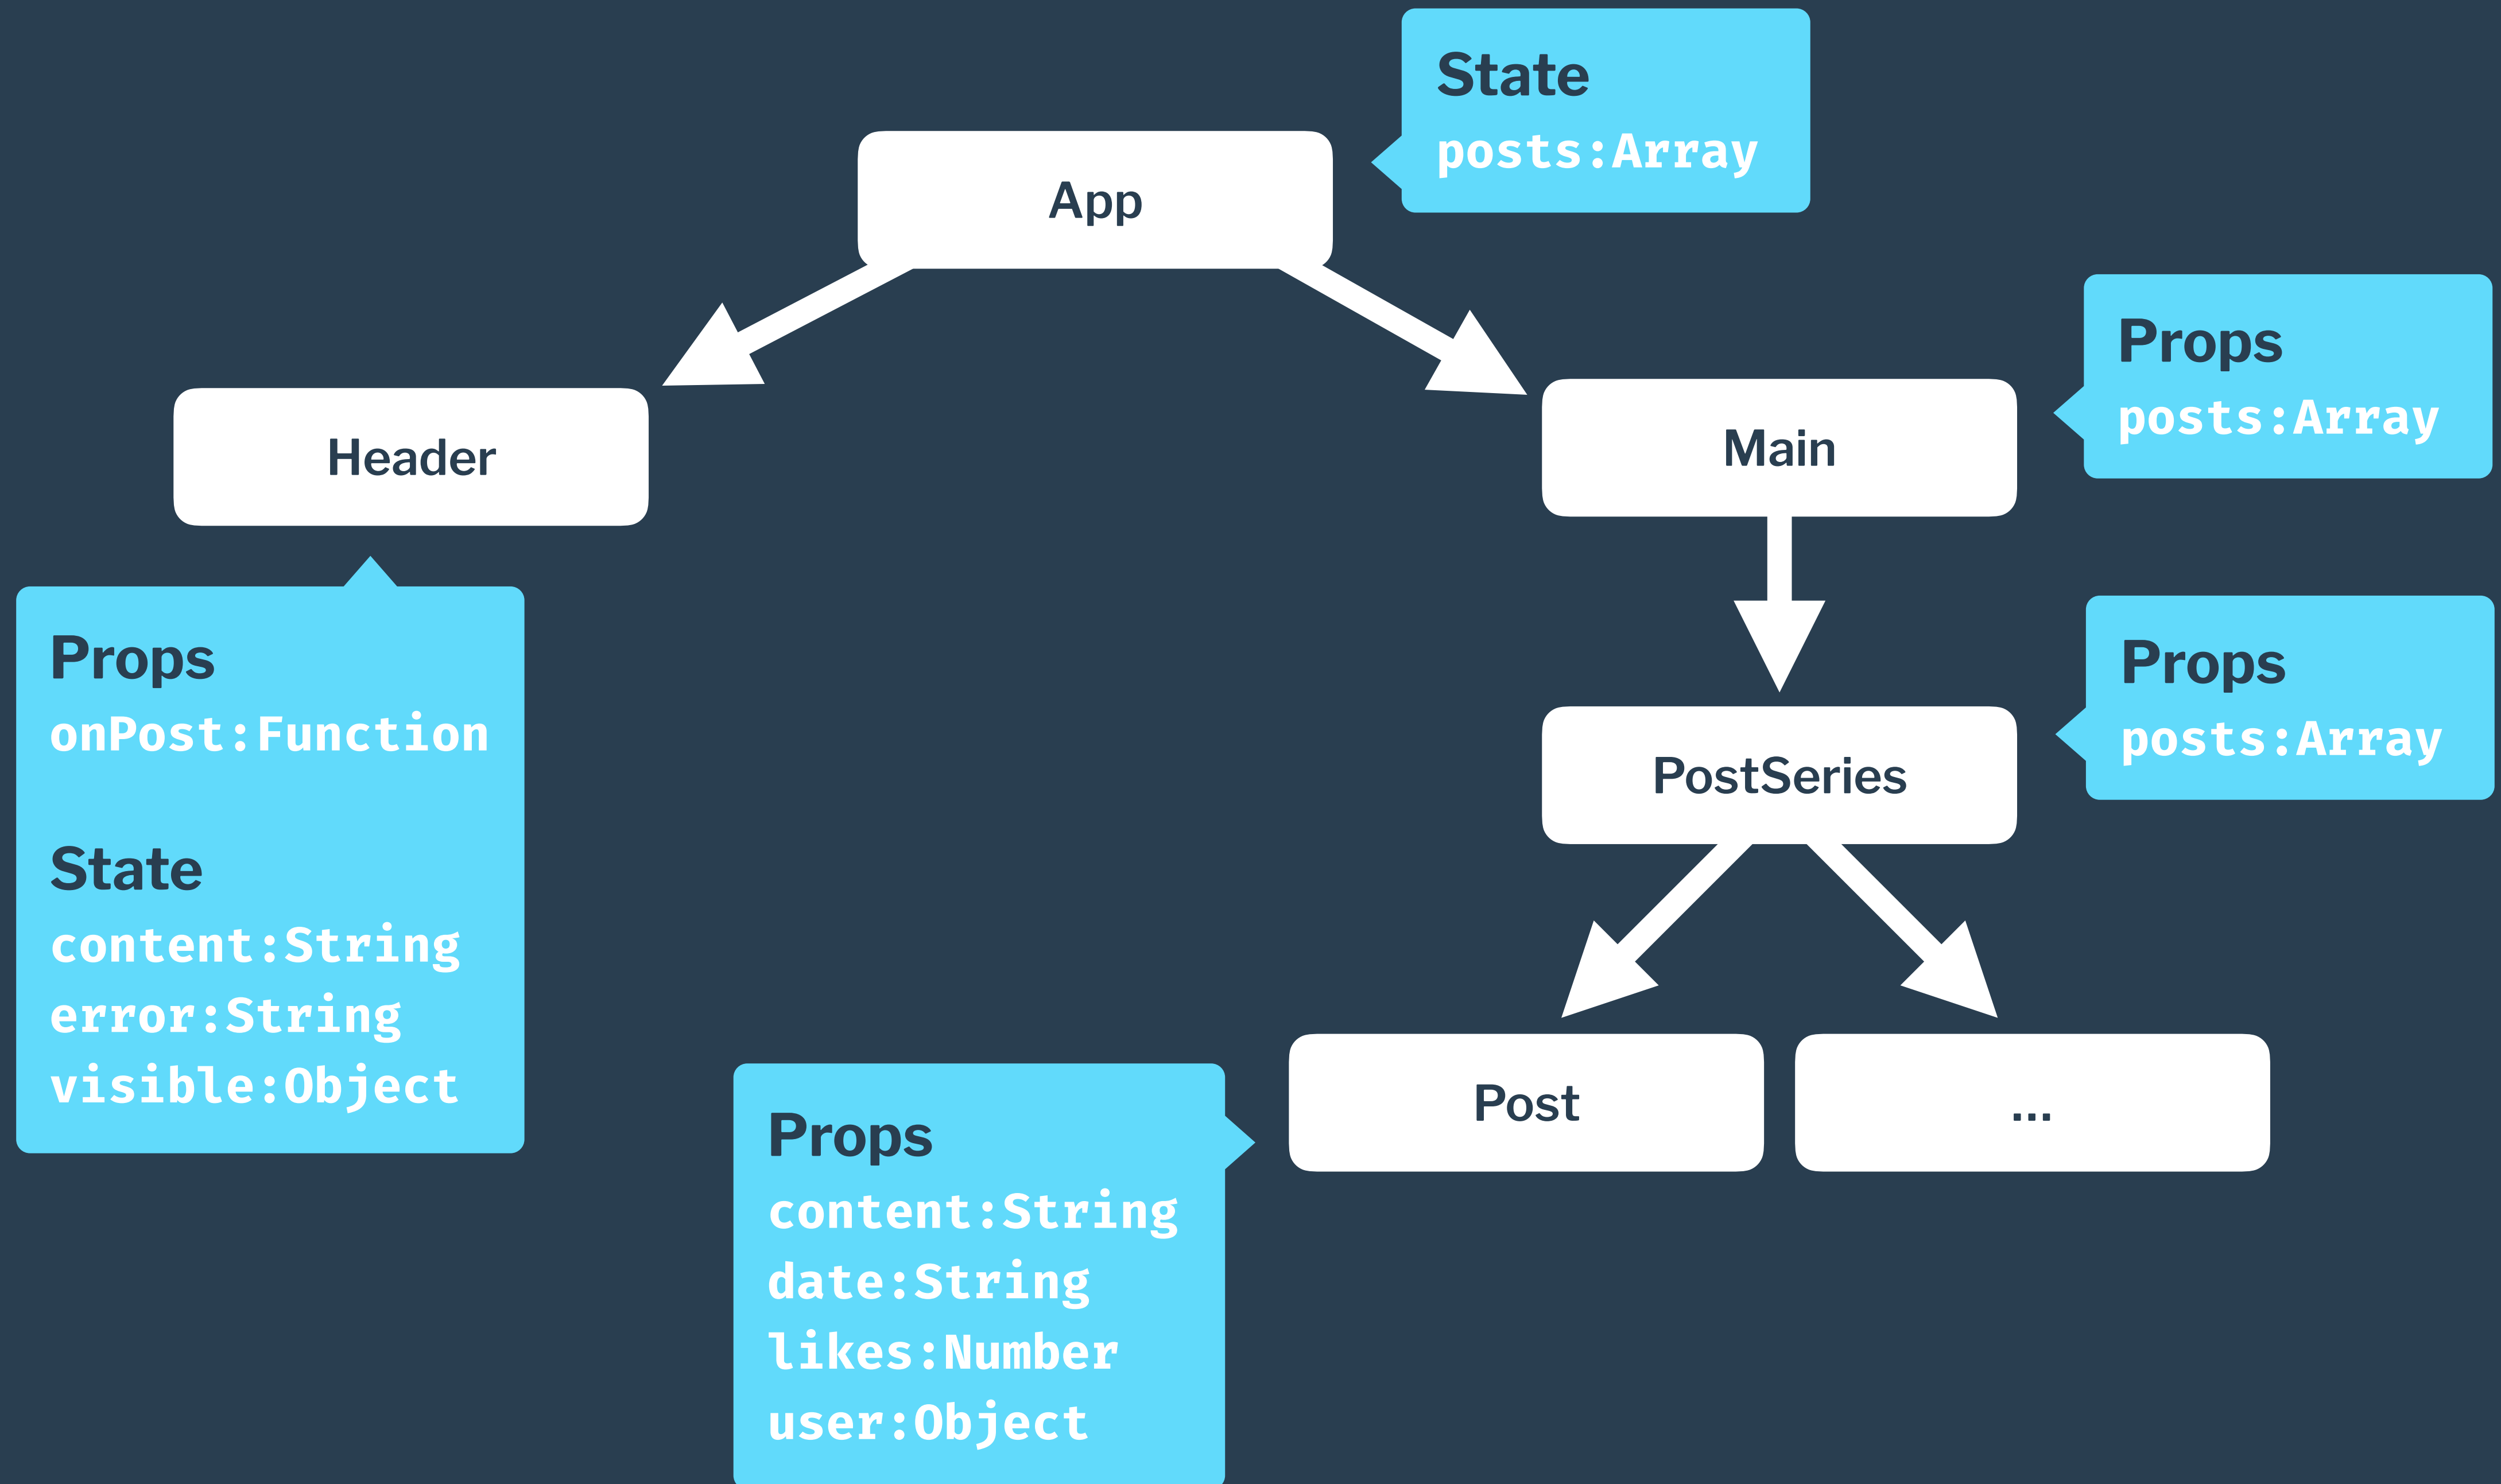 State
posts:Array
App
Props
posts:Array
Header
Main
Props
onPost:Function
State
content:String
error:String
visible:Object
Props
posts:Array
PostSeries
Props
content:String
date:String
likes:Number
user:Object
Post
...